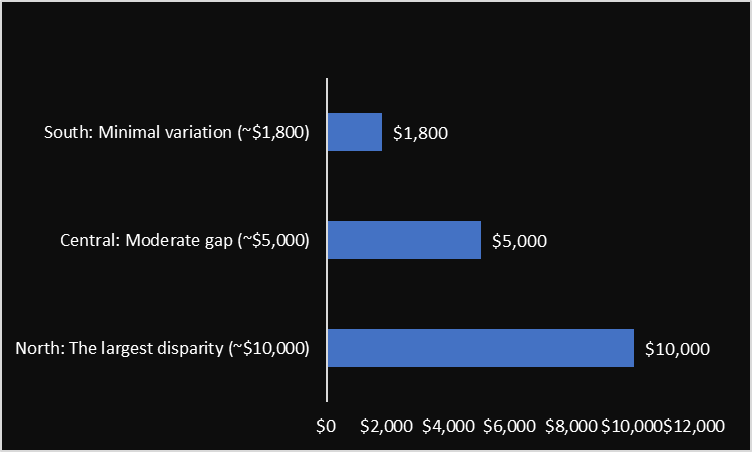 South: Minimal variation (~$1,800)
$1,800
Central: Moderate gap (~$5,000)
$5,000
North: The largest disparity (~$10,000)
$10,000
$0 $2,000 $4,000 $6,000 $8,000 $10,000 $12,000